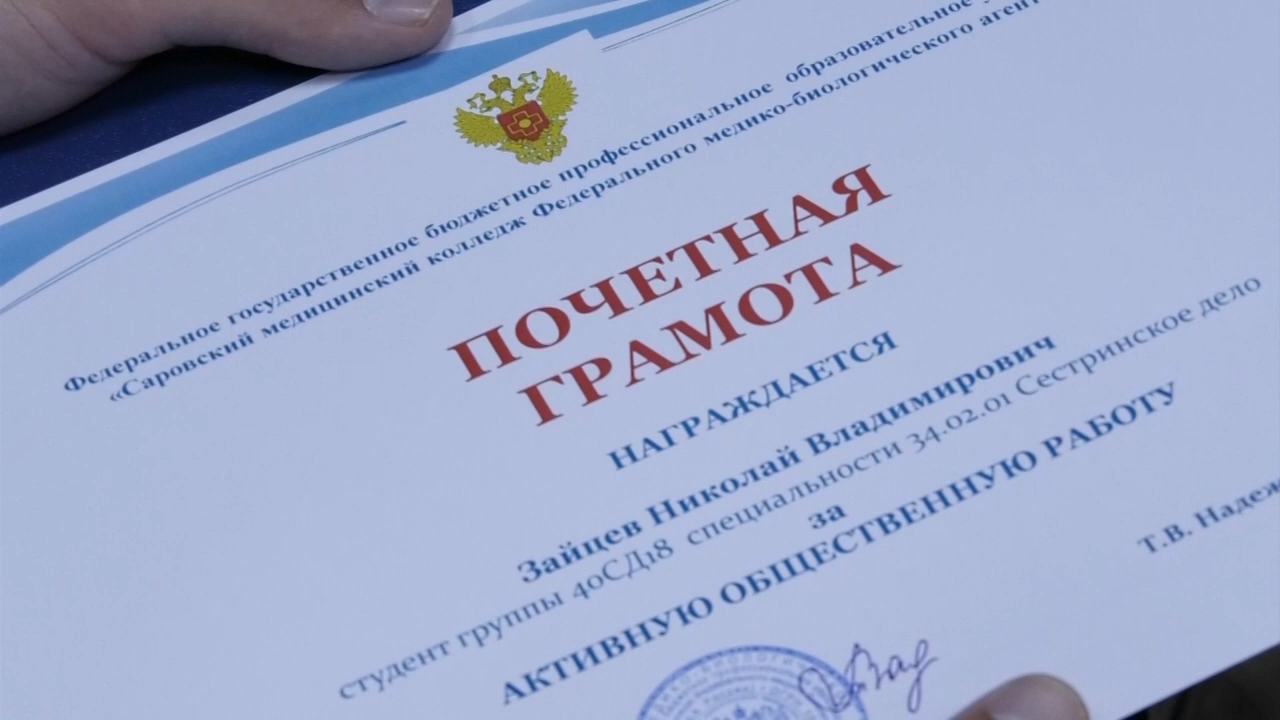 Федеральное государственное бюджетное профессиональное образовательное
«Саровский медицинский колледж Федерального медико-биологического агент
ПОЧЕТНАЯ
ГРАМОТА
НАГРАЖДАЕТСЯ
Зайцев Николай Владимирович
студент группы 40СД18 специальности 34.02.01 Сестринское дело
за
АКТИВНУЮ ОБЩЕСТВЕННУЮ РАБОТУ
Т.В. Надеж